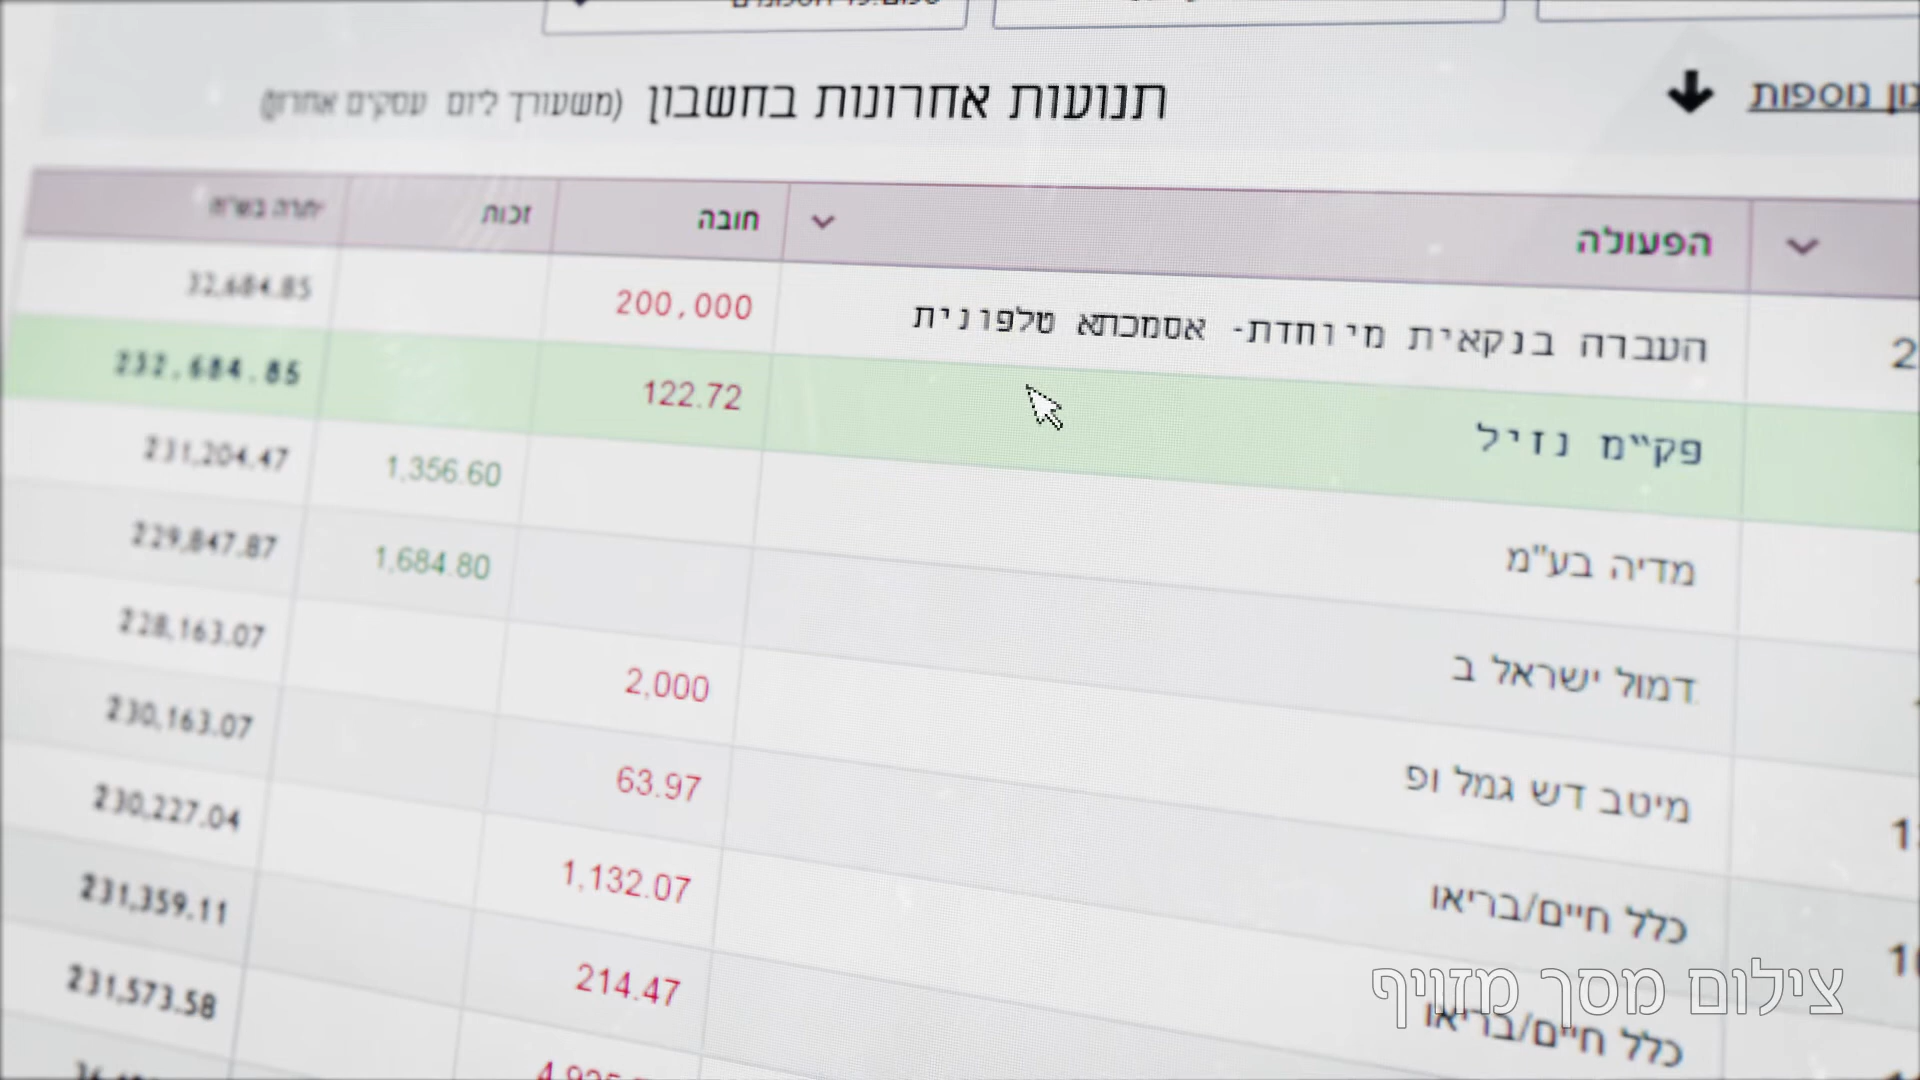 תנועות אחרונות בחשבון (משעורך ליום עסקים אחרון)
נוספות
הפעולה חובה זכות יתרה בש"ח
העברה בנקאית מיוחדת- אסמכתא טלפונית 200,000 32,684.85
פק"מ נזיל 122.72 232,684.85
מדיה בע"מ 1,356.60 231,204.47
דמול ישראל ב 1,684.80 229,847.87
מיטב דש גמל ופ 2,000 228,163.07
כלל חיים/בריאו 63.97 230,163.07
כלל חיים/בריאו 1,132.07 230,227.04
214.47 231,359.11
231,573.58
צילום מסך מזויף